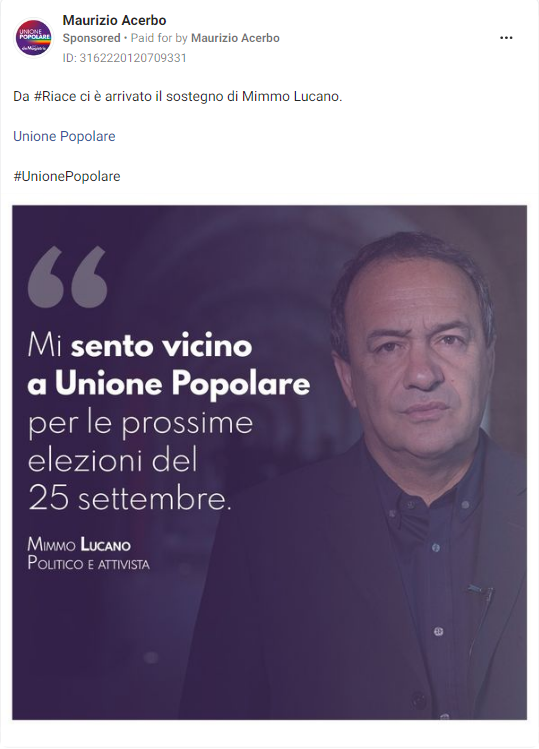 Maurizio Acerbo
Sponsored • Paid for by Maurizio Acerbo
ID: 3162220120709331
Da #Riace ci è arrivato il sostegno di Mimmo Lucano.
Unione Popolare
#UnionePopolare
UNIONE
POPOLARE
de Magistris
“
Mi sento vicino
a Unione Popolare
per le prossime
elezioni del
25 settembre.
MIMMO LUCANO
POLITICO E ATTIVISTA